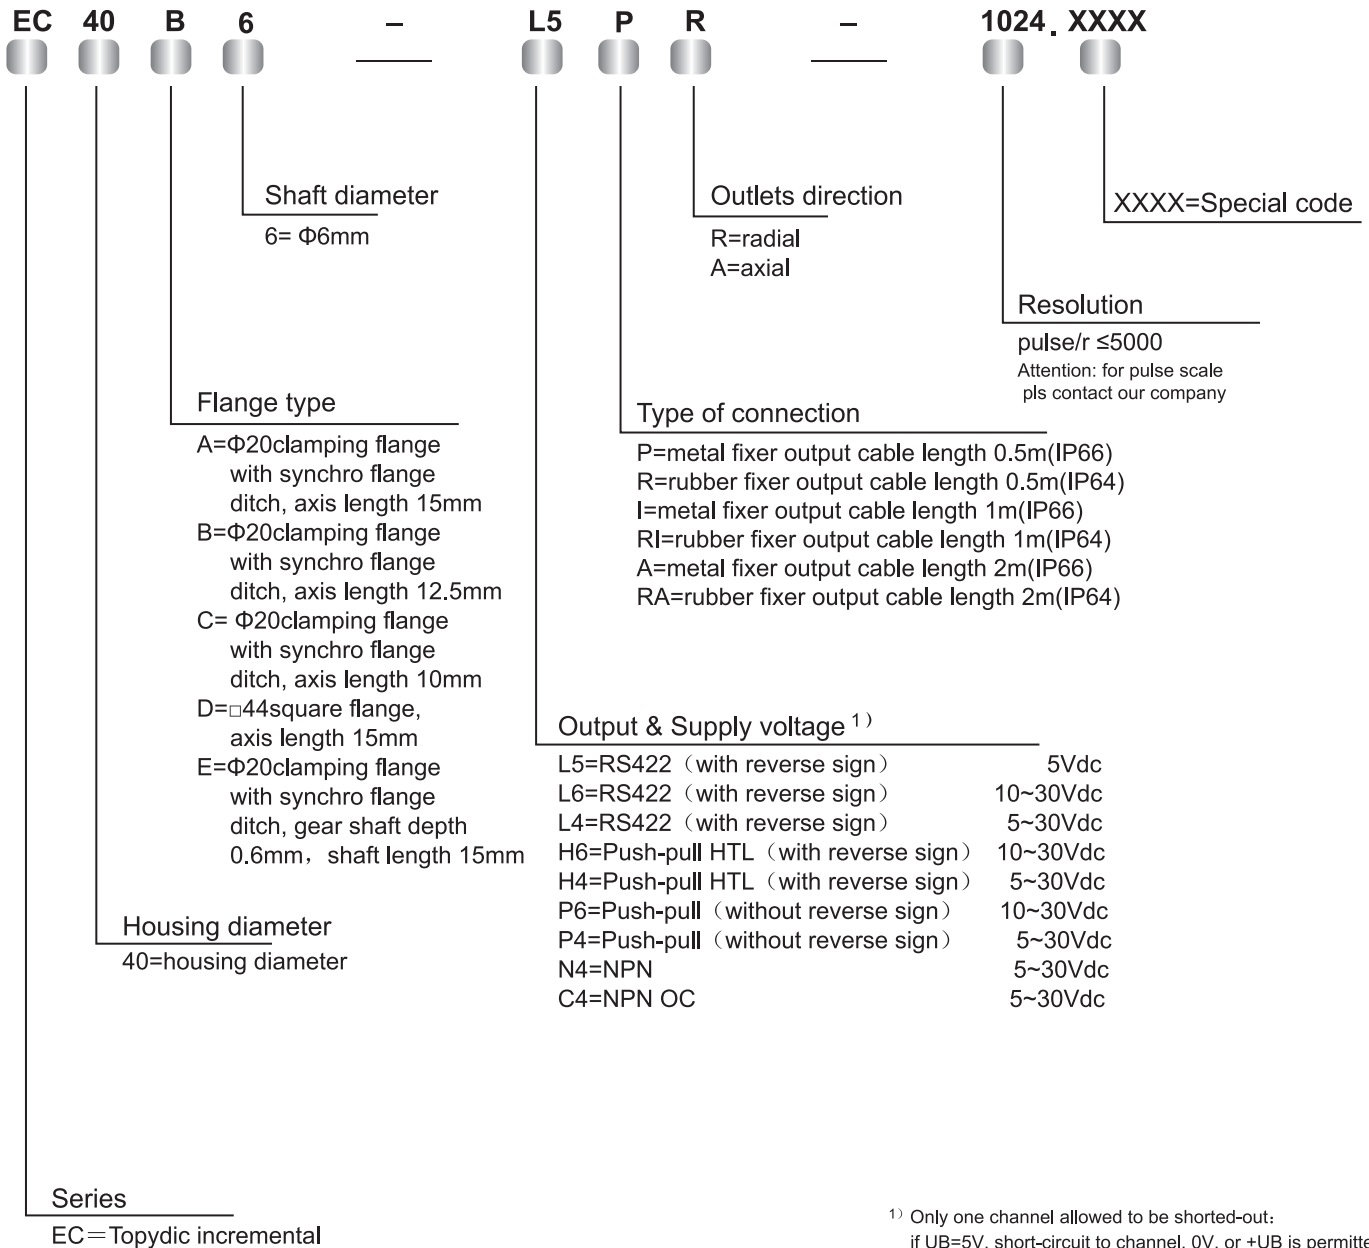 EC 40 B 6 – L5 P R – 1024. XXXX
Shaft diameter
6= Φ6mm
Outlets direction
R=radial
A=axial
XXXX=Special code
Resolution
pulse/r ≤5000
Attention: for pulse scale
pls contact our company
Flange type
A=Φ20clamping flange
with synchro flange
ditch, axis length 15mm
B=Φ20clamping flange
with synchro flange
ditch, axis length 12.5mm
C= Φ20clamping flange
with synchro flange
ditch, axis length 10mm
D=□44square flange,
axis length 15mm
E=Φ20clamping flange
with synchro flange
ditch, gear shaft depth
0.6mm，shaft length 15mm
Type of connection
P=metal fixer output cable length 0.5m(IP66)
R=rubber fixer output cable length 0.5m(IP64)
I=metal fixer output cable length 1m(IP66)
RI=rubber fixer output cable length 1m(IP64)
A=metal fixer output cable length 2m(IP66)
RA=rubber fixer output cable length 2m(IP64)
Output & Supply voltage 1)
L5=RS422（with reverse sign） 5Vdc
L6=RS422（with reverse sign） 10~30Vdc
L4=RS422（with reverse sign） 5~30Vdc
H6=Push-pull HTL（with reverse sign） 10~30Vdc
H4=Push-pull HTL（with reverse sign） 5~30Vdc
P6=Push-pull（without reverse sign） 10~30Vdc
P4=Push-pull（without reverse sign） 5~30Vdc
N4=NPN 5~30Vdc
C4=NPN OC 5~30Vdc
Housing diameter
40=housing diameter
Series
EC＝Topydic incremental
1) Only one channel allowed to be shorted-out:
if UB=5V, short-circuit to channel, 0V, or +UB is permitte